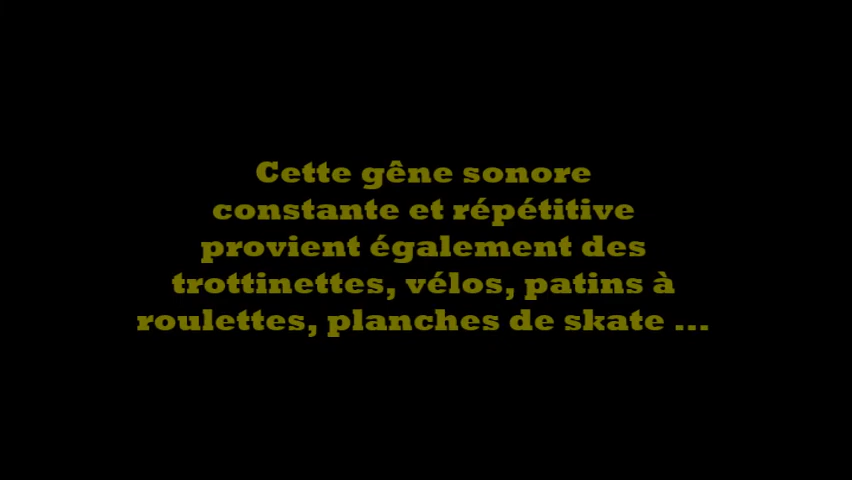 Cette gêne sonore
constante et répétitive
provient également des
trottinettes, vélos, patins à
roulettes, planches de skate ...